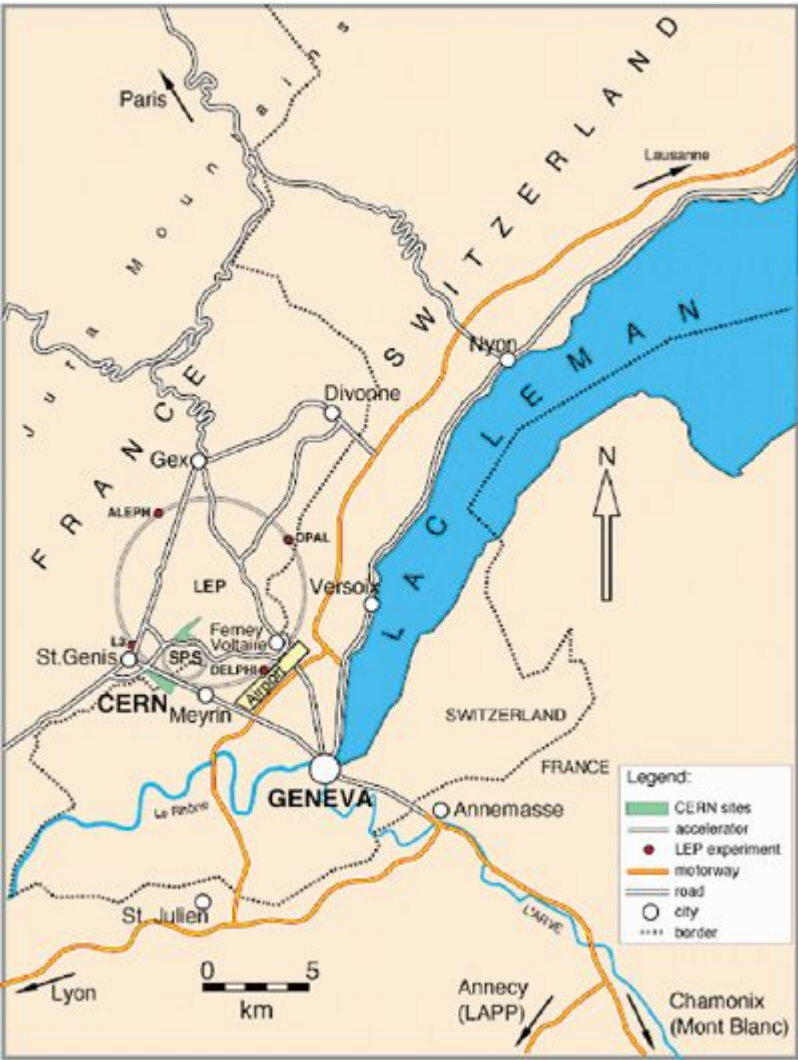 Paris
Jura Mountains
SWITZERLAND
Lausanne
FRANCE
Nyon
LAC LEMAN
Divonne
Gex
N
ALEPH
OPAL
LEP
Versoix
Ferney
Voltaire
L3
St.Genis
SPS
DELPHI
Airport
CERN
Meyrin
SWITZERLAND
FRANCE
GENEVA
Le Rhône
Annemasse
Legend:
CERN sites
accelerator
LEP experiment
motorway
road
city
border
St. Julien
L'ARVE
0 5
km
Lyon
Annecy
(LAPP)
Chamonix
(Mont Blanc)